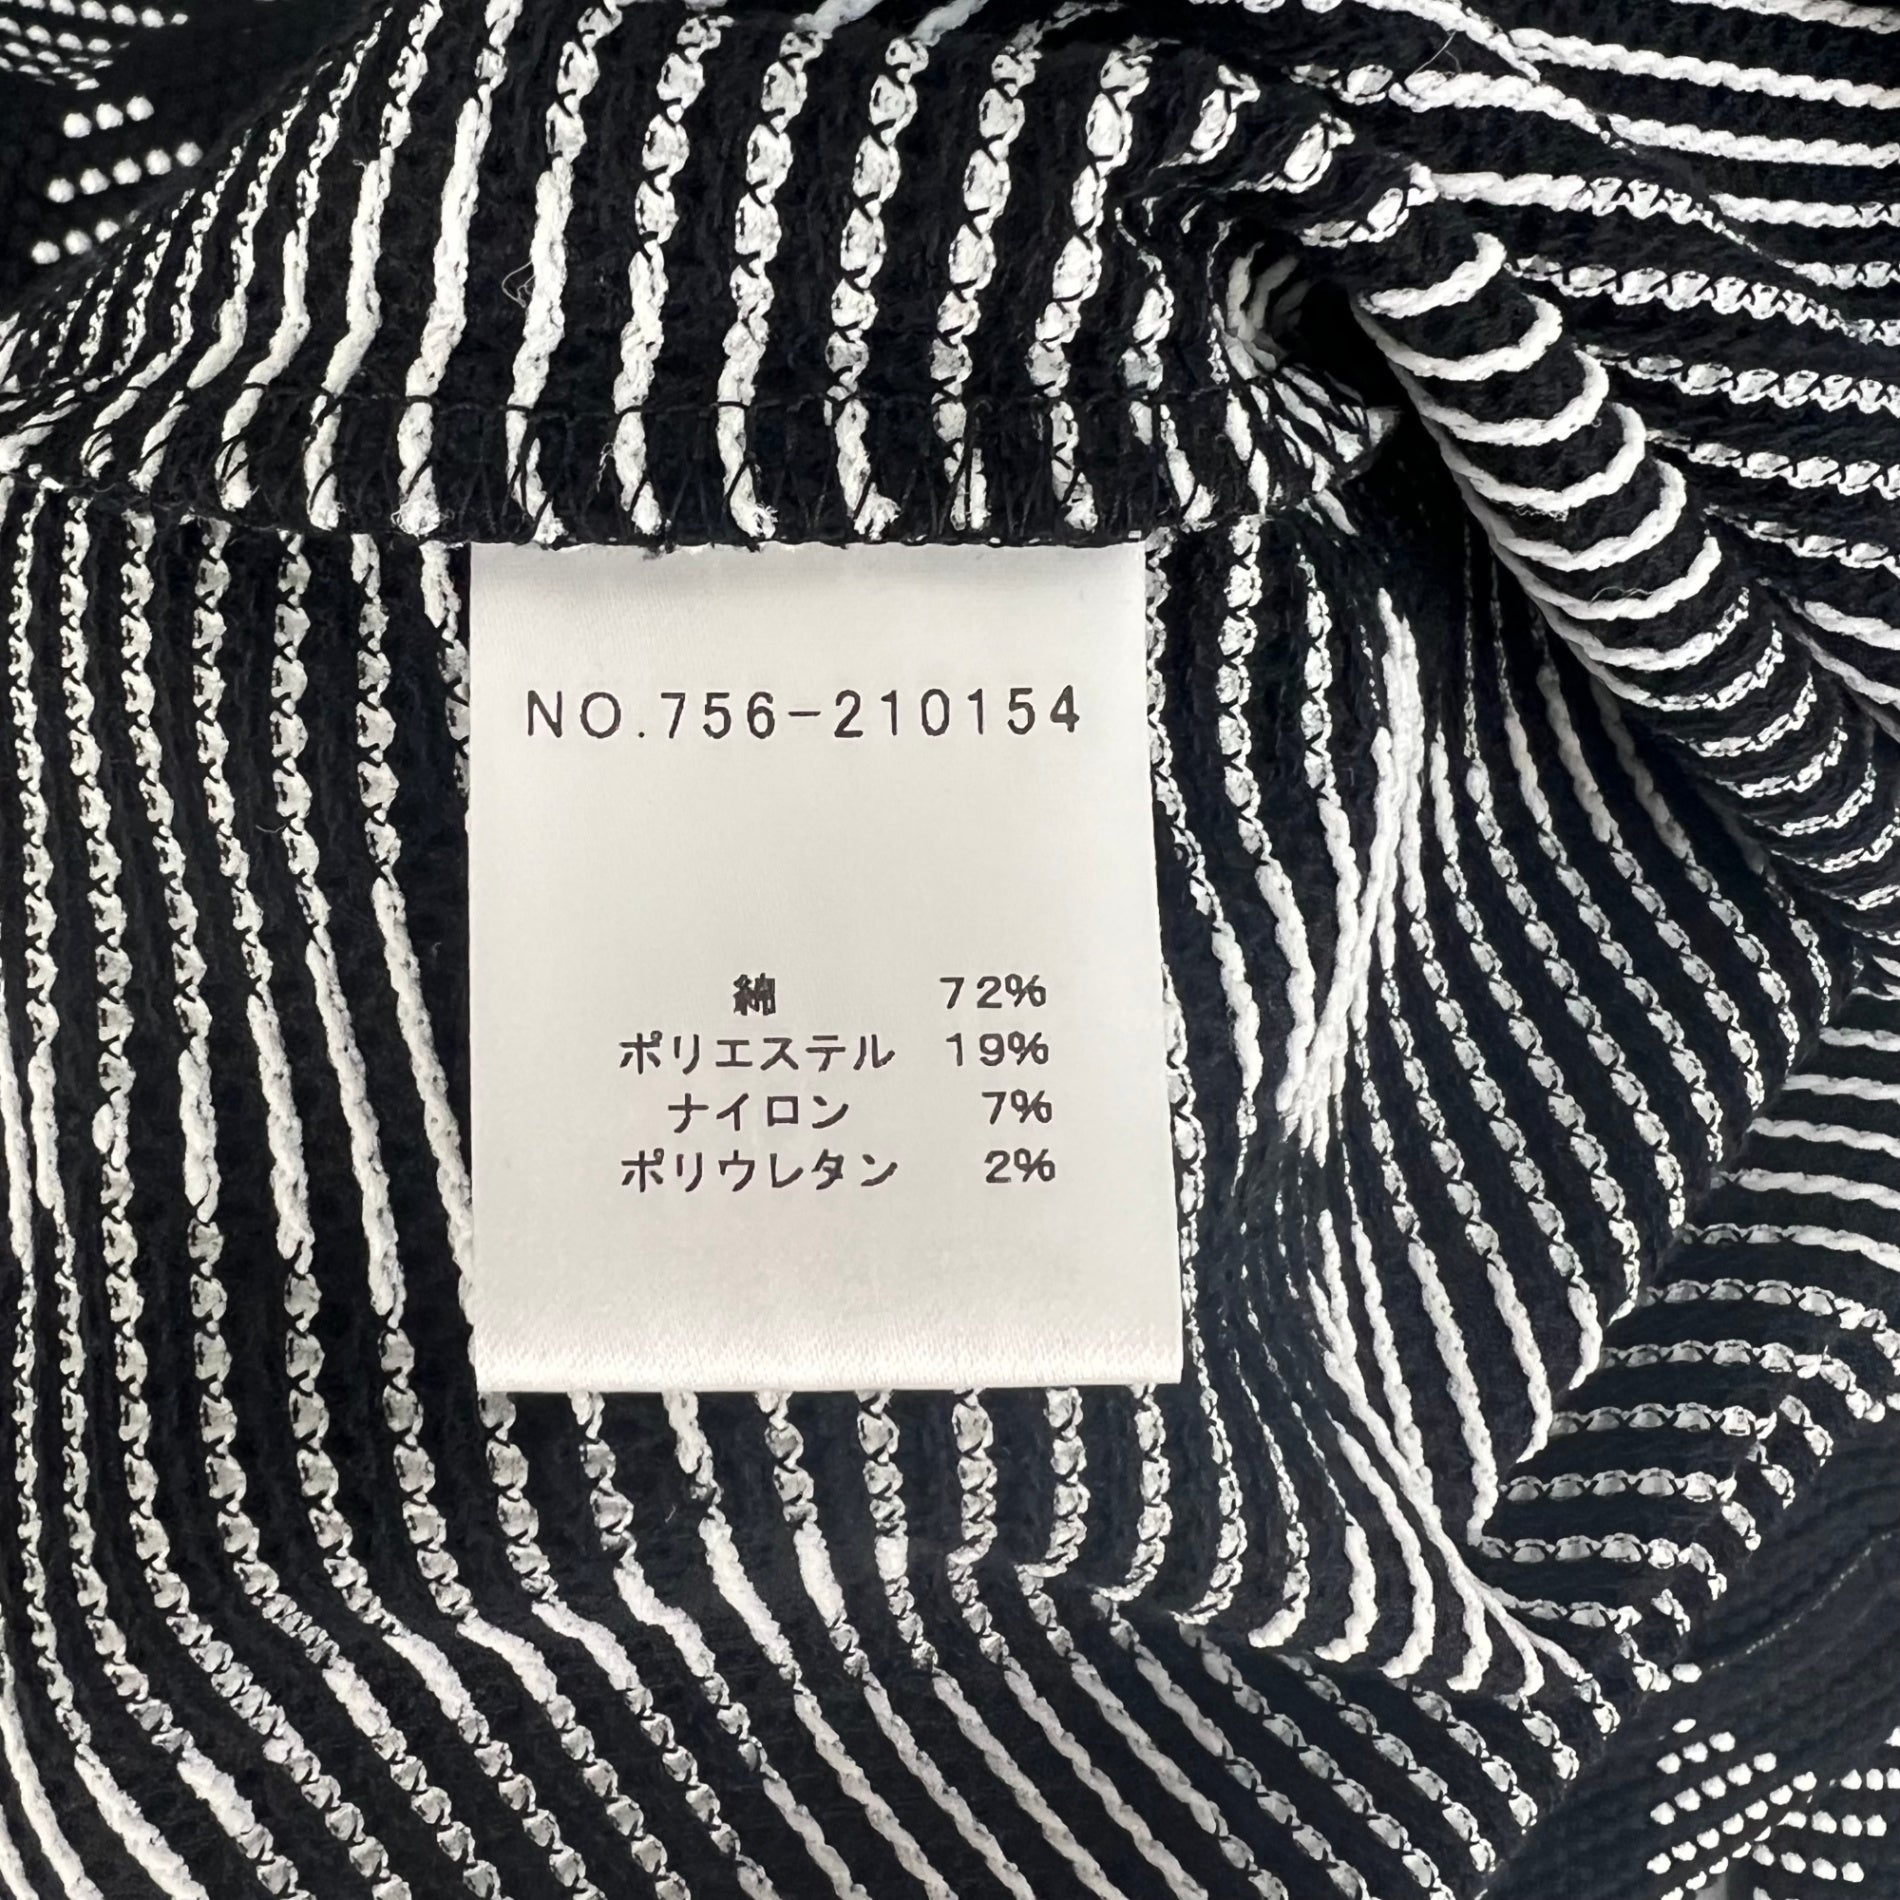 NO.756-210154
綿 72%
ポリエステル 19%
ナイロン 7%
ポリウレタン 2%